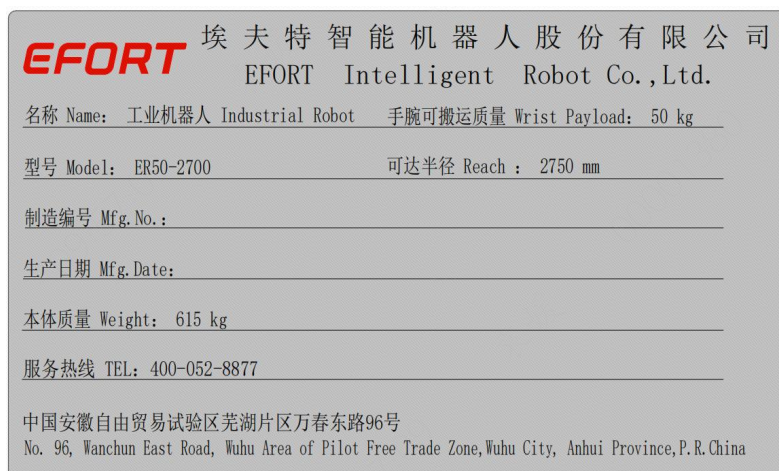 EFORT 埃夫特智能机器人股份有限公司
EFORT Intelligent Robot Co.,Ltd.
名称 Name: 工业机器人 Industrial Robot 手腕可搬运质量 Wrist Payload: 50 kg
型号 Model: ER50-2700 可达半径 Reach : 2750 mm
制造编号 Mfg.No.:
生产日期 Mfg.Date:
本体质量 Weight: 615 kg
服务热线 TEL: 400-052-8877
中国安徽自由贸易试验区芜湖片区万春东路96号
No. 96, Wanchun East Road, Wuhu Area of Pilot Free Trade Zone,Wuhu City, Anhui Province,P.R.China